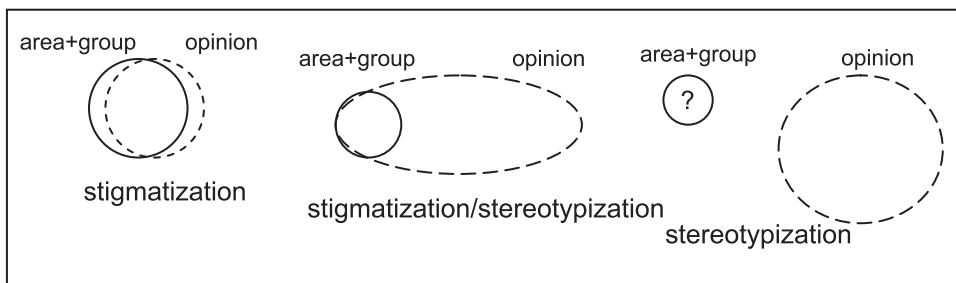 area+group opinion
stigmatization
area+group opinion
stigmatization/stereotypization
area+group opinion
?
stereotypization